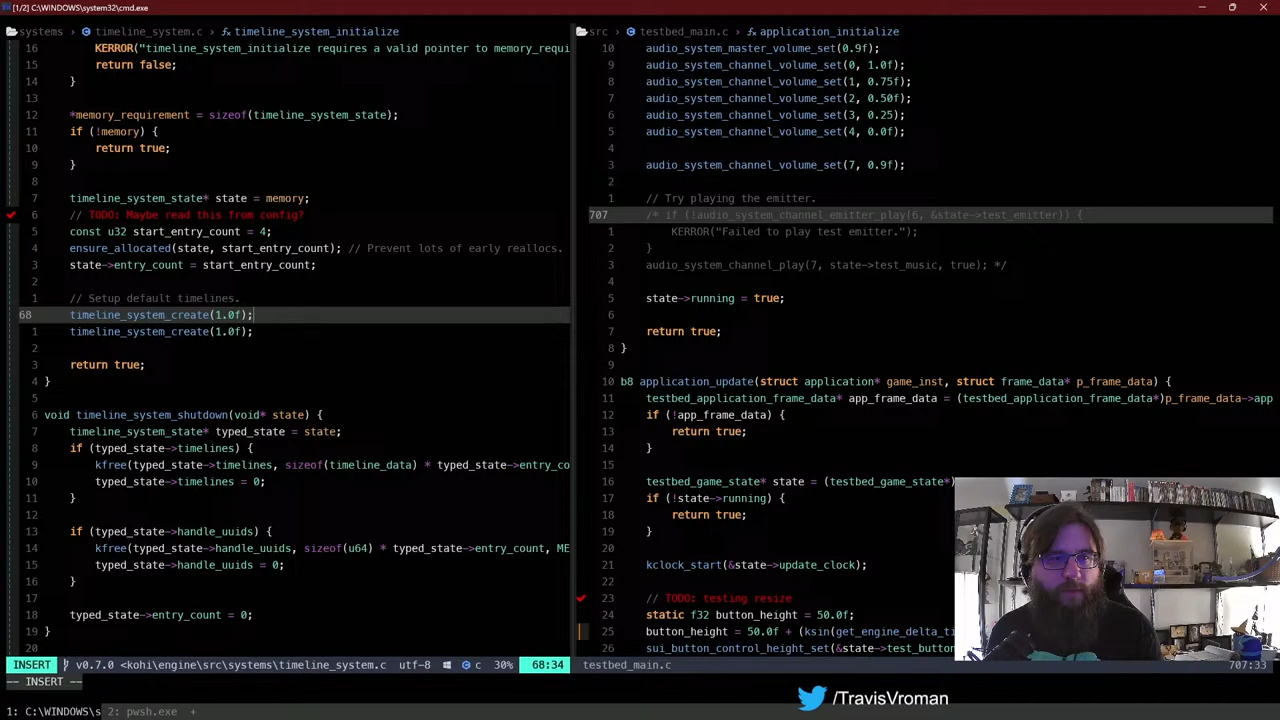 [1/2] C:\WINDOWS\system32\cmd.exe
systems › timeline_system.c › timeline_system_initialize
16 KERROR("timeline_system_initialize requires a valid pointer to memory_requi
15 return false;
14 }
13
12 *memory_requirement = sizeof(timeline_system_state);
11 if (!memory) {
10 return true;
9 }
8
7 timeline_system_state* state = memory;
6 // TODO: Maybe read this from config?
5 const u32 start_entry_count = 4;
4 ensure_allocated(state, start_entry_count); // Prevent lots of early reallocs.
3 state->entry_count = start_entry_count;
2
1 // Setup default timelines.
68 timeline_system_create(1.0f);
1 timeline_system_create(1.0f);
2
3 return true;
4 }
5
6 void timeline_system_shutdown(void* state) {
7 timeline_system_state* typed_state = state;
8 if (typed_state->timelines) {
9 kfree(typed_state->timelines, sizeof(timeline_data) * typed_state->entry_co
10 typed_state->timelines = 0;
11 }
12
13 if (typed_state->handle_uuids) {
14 kfree(typed_state->handle_uuids, sizeof(u64) * typed_state->entry_count, ME
15 typed_state->handle_uuids = 0;
16 }
17
18 typed_state->entry_count = 0;
19 }
20
src › testbed_main.c › application_initialize
10 audio_system_master_volume_set(0.9f);
9 audio_system_channel_volume_set(0, 1.0f);
8 audio_system_channel_volume_set(1, 0.75f);
7 audio_system_channel_volume_set(2, 0.50f);
6 audio_system_channel_volume_set(3, 0.25);
5 audio_system_channel_volume_set(4, 0.0f);
4
3 audio_system_channel_volume_set(7, 0.9f);
2
1 // Try playing the emitter.
707 /* if (!audio_system_channel_emitter_play(6, &state->test_emitter)) {
1 KERROR("Failed to play test emitter.");
2 }
3 audio_system_channel_play(7, state->test_music, true); */
4
5 state->running = true;
6
7 return true;
8 }
9
10 b8 application_update(struct application* game_inst, struct frame_data* p_frame_data) {
11 testbed_application_frame_data* app_frame_data = (testbed_application_frame_data*)p_frame_data->app
12 if (!app_frame_data) {
13 return true;
14 }
15
16 testbed_game_state* state = (testbed_game_state*)
17 if (!state->running) {
18 return true;
19 }
20
21 kclock_start(&state->update_clock);
22
23 // TODO: testing resize
24 static f32 button_height = 50.0f;
25 button_height = 50.0f + (ksin(get_engine_delta_ti
26 sui_button_control_height_set(&state->test_button
INSERT v0.7.0 <kohi\engine\src\systems\timeline_system.c utf-8 c 30% 68:34
testbed_main.c 707:33
-- INSERT --
/TravisVroman
1: C:\WINDOWS\s 2: pwsh.exe +